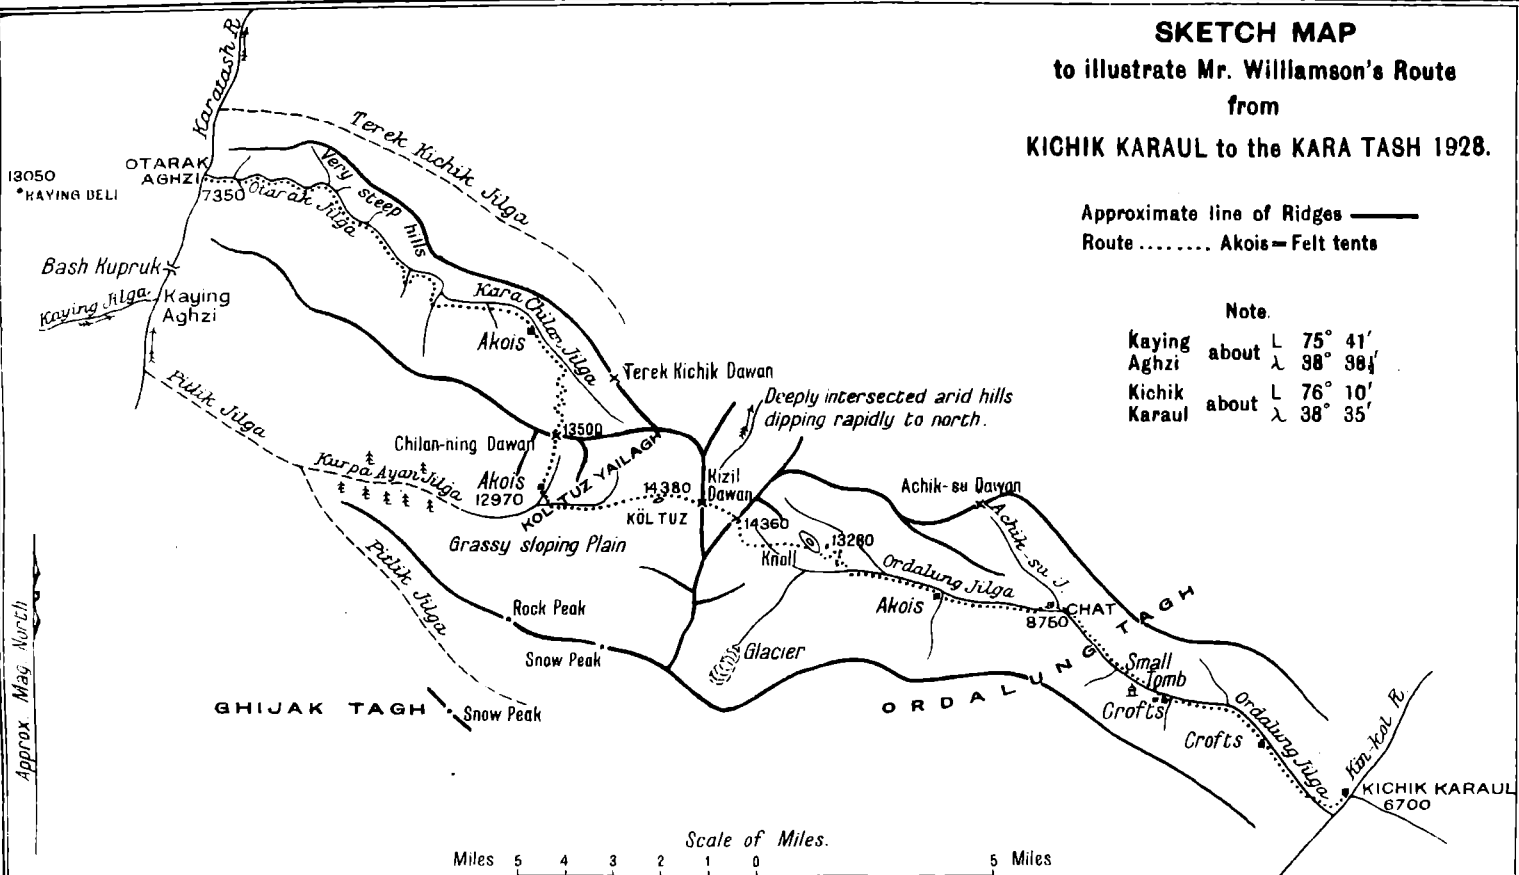 SKETCH MAP
to illustrate Mr. Williamson's Route
from
KICHIK KARAUL to the KARA TASH 1928.
Approximate line of Ridges
Route ........ Akois = Felt tents
Note.
Kaying Aghzi about L 75° 41′
λ 38° 38½′
Kichik Karaul about L 76° 10′
λ 38° 35′
Karatash R
Terek Kichik Jilga
OTARAK
AGHZI
7350
13050
KAYING BELI
Very steep hills
Otarak Jilga
Bash Kupruk
Kaying Jilga
Kaying
Aghzi
Kara Chilan Jilga
Akois
Terek Kichik Dawan
Pitlik Jilga
Deeply intersected arid hills
dipping rapidly to north.
13500
Chilan-ning Dawan
Kurpa Ayan Jilga
Akois
12970
KÖL TUZ YAILAGH
14380
KÖL TUZ
Kizil
Dawan
Achik-su Dawan
Achik-su J.
14360
13280
Knoll
Grassy sloping Plain
Ordalung Jilga
Akois
CHAT
8750
Pitlik Jilga
Rock Peak
Snow Peak
Glacier
ORDALUNG TAGH
Small
Tomb
Crofts
GHIJAK TAGH
Snow Peak
Crofts
Ordalung Jilga
Kin-kol R.
KICHIK KARAUL
6700
Approx. Mag North
Scale of Miles.
Miles 5 4 3 2 1 0 5 Miles